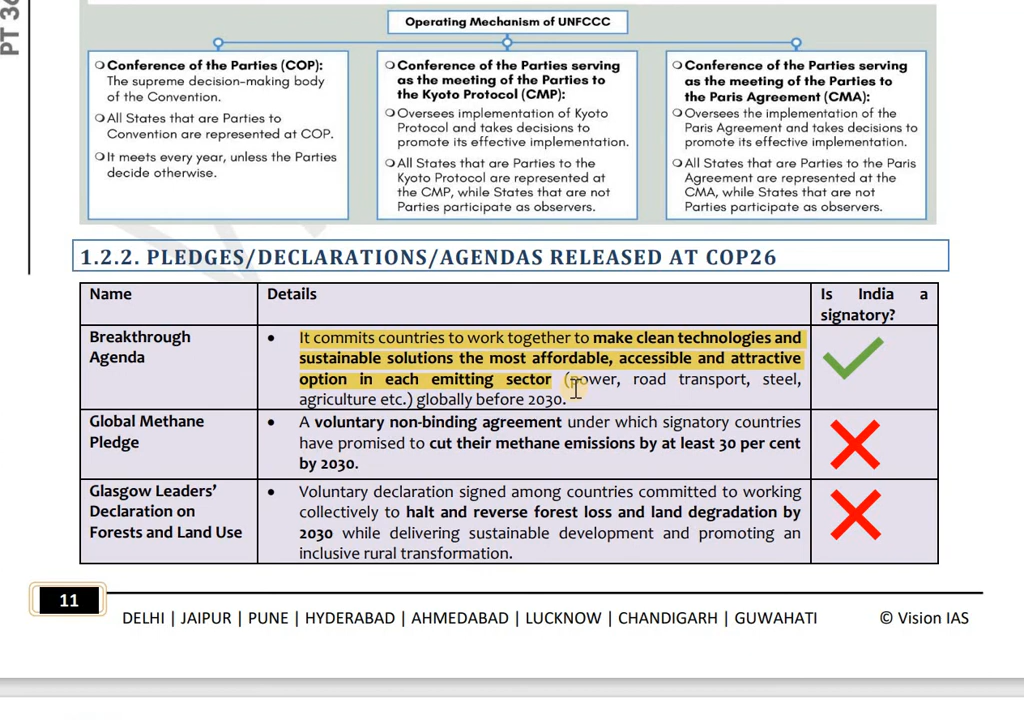 PT 36
Operating Mechanism of UNFCCC
Conference of the Parties (COP):
The supreme decision-making body
of the Convention.
All States that are Parties to
Convention are represented at COP.
It meets every year, unless the Parties
decide otherwise.
Conference of the Parties serving
as the meeting of the Parties to
the Kyoto Protocol (CMP):
Oversees implementation of Kyoto
Protocol and takes decisions to
promote its effective implementation.
All States that are Parties to the
Kyoto Protocol are represented at
the CMP, while States that are not
Parties participate as observers.
Conference of the Parties serving
as the meeting of the Parties to
the Paris Agreement (CMA):
Oversees the implementation of the
Paris Agreement and takes decisions to
promote its effective implementation.
All States that are Parties to the Paris
Agreement are represented at the
CMA, while States that are not
Parties participate as observers.
1.2.2. PLEDGES/DECLARATIONS/AGENDAS RELEASED AT COP26
Name
Details
Is India a
signatory?
Breakthrough
Agenda
• It commits countries to work together to make clean technologies and
sustainable solutions the most affordable, accessible and attractive
option in each emitting sector (power, road transport, steel,
agriculture etc.) globally before 2030.
Global Methane
Pledge
• A voluntary non-binding agreement under which signatory countries
have promised to cut their methane emissions by at least 30 per cent
by 2030.
Glasgow Leaders’
Declaration on
Forests and Land Use
• Voluntary declaration signed among countries committed to working
collectively to halt and reverse forest loss and land degradation by
2030 while delivering sustainable development and promoting an
inclusive rural transformation.
11
DELHI | JAIPUR | PUNE | HYDERABAD | AHMEDABAD | LUCKNOW | CHANDIGARH | GUWAHATI
© Vision IAS